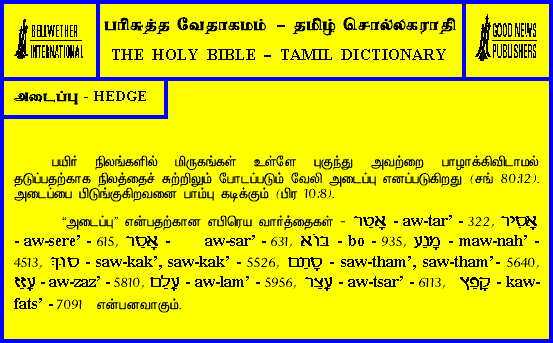 BELLWETHER
INTERNATIONAL
பரிசுத்த வேதாகமம் – தமிழ் சொல்லகராதி
THE HOLY BIBLE – TAMIL DICTIONARY
GOOD NEWS
PUBLISHERS
அடைப்பு - HEDGE
பயிர் நிலங்களில் மிருகங்கள் உள்ளே புகுந்து அவற்றை பாழாக்கிவிடாமல்
தடுப்பதற்காக நிலத்தைச் சுற்றிலும் போடப்படும் வேலி அடைப்பு எனப்படுகிறது (சங் 80:12).
அடைப்பை பிடுங்குகிறவனை பாம்பு கடிக்கும் (பிர 10:8).
“அடைப்பு” என்பதற்கான எபிரெய வார்த்தைகள் - אָטַר - aw-tar’ - 322, אָסִיר
- aw-sere’ - 615, אָסַר - aw-sar’ - 631, בּוֹא - bo - 935, מָנַע - maw-nah’ -
4513, סוּךְ - saw-kak’, saw-kak’ - 5526, סָתַם - saw-tham’, saw-tham’ - 5640,
עָזַז - aw-zaz’ - 5810, עָלַם - aw-lam’ - 5956, עָצַר - aw-tsar’ - 6113, קָפַץ - kaw-
fats’ - 7091 என்பனவாகும்.